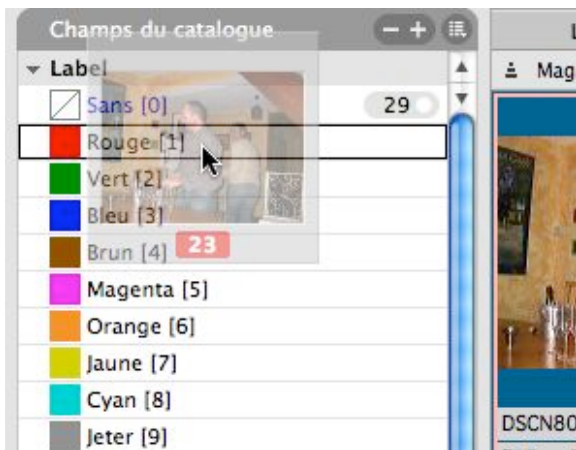 Champs du catalogue
Label
Sans [0] 29
Rouge [1]
Vert [2]
Bleu [3]
Brun [4] 23
Magenta [5]
Orange [6]
Jaune [7]
Cyan [8]
Jeter [9]
L
Mag
DSCN80